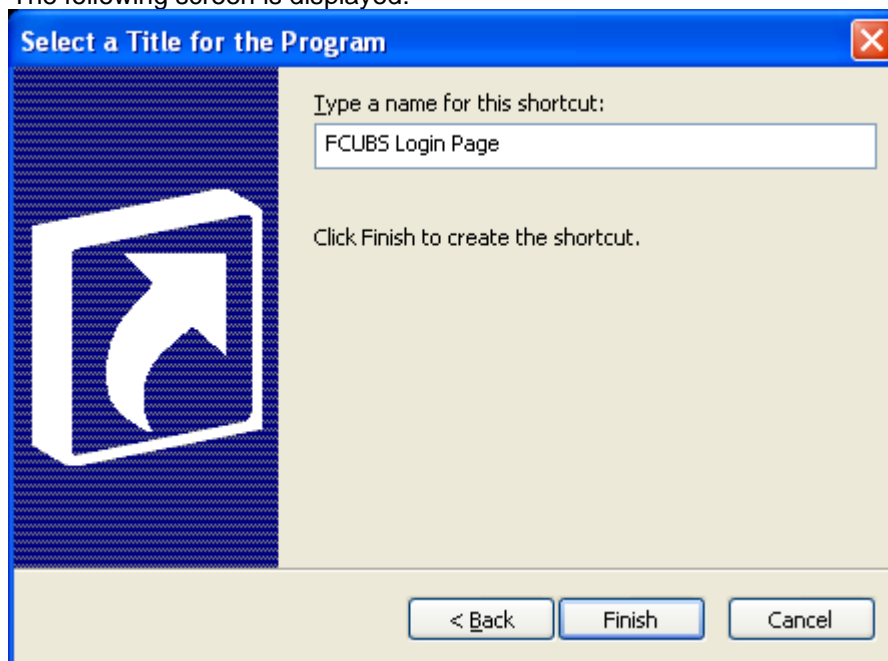 The following screen is displayed.
Select a Title for the Program
Type a name for this shortcut:
FCUBS Login Page
Click Finish to create the shortcut.
< Back
Finish
Cancel